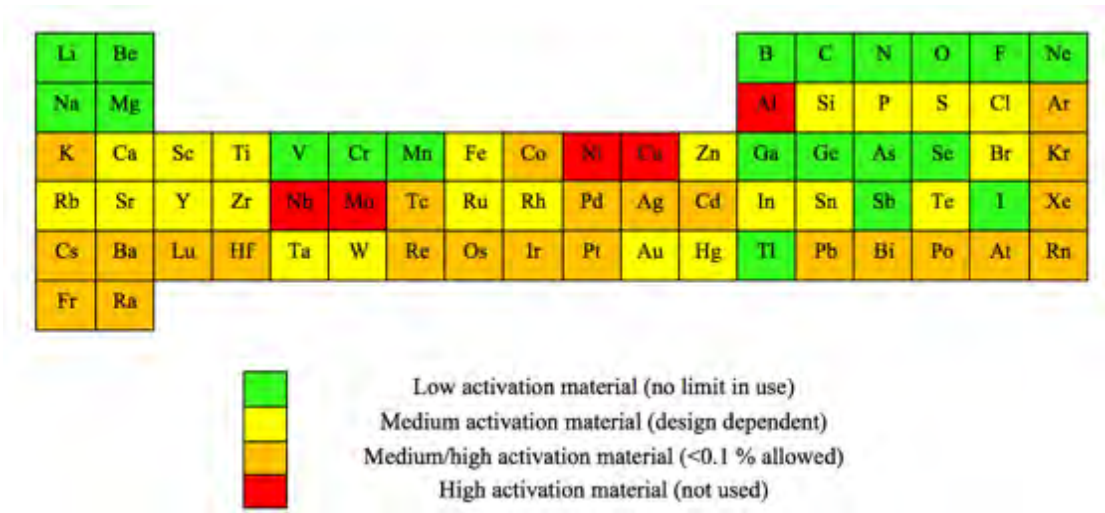 Li Be B C N O F Ne
Na Mg Al Si P S Cl Ar
K Ca Sc Ti V Cr Mn Fe Co Ni Cu Zn Ga Ge As Se Br Kr
Rb Sr Y Zr Nb Mo Tc Ru Rh Pd Ag Cd In Sn Sb Te I Xe
Cs Ba Lu Hf Ta W Re Os Ir Pt Au Hg Tl Pb Bi Po At Rn
Fr Ra
Low activation material (no limit in use)
Medium activation material (design dependent)
Medium/high activation material (<0.1 % allowed)
High activation material (not used)